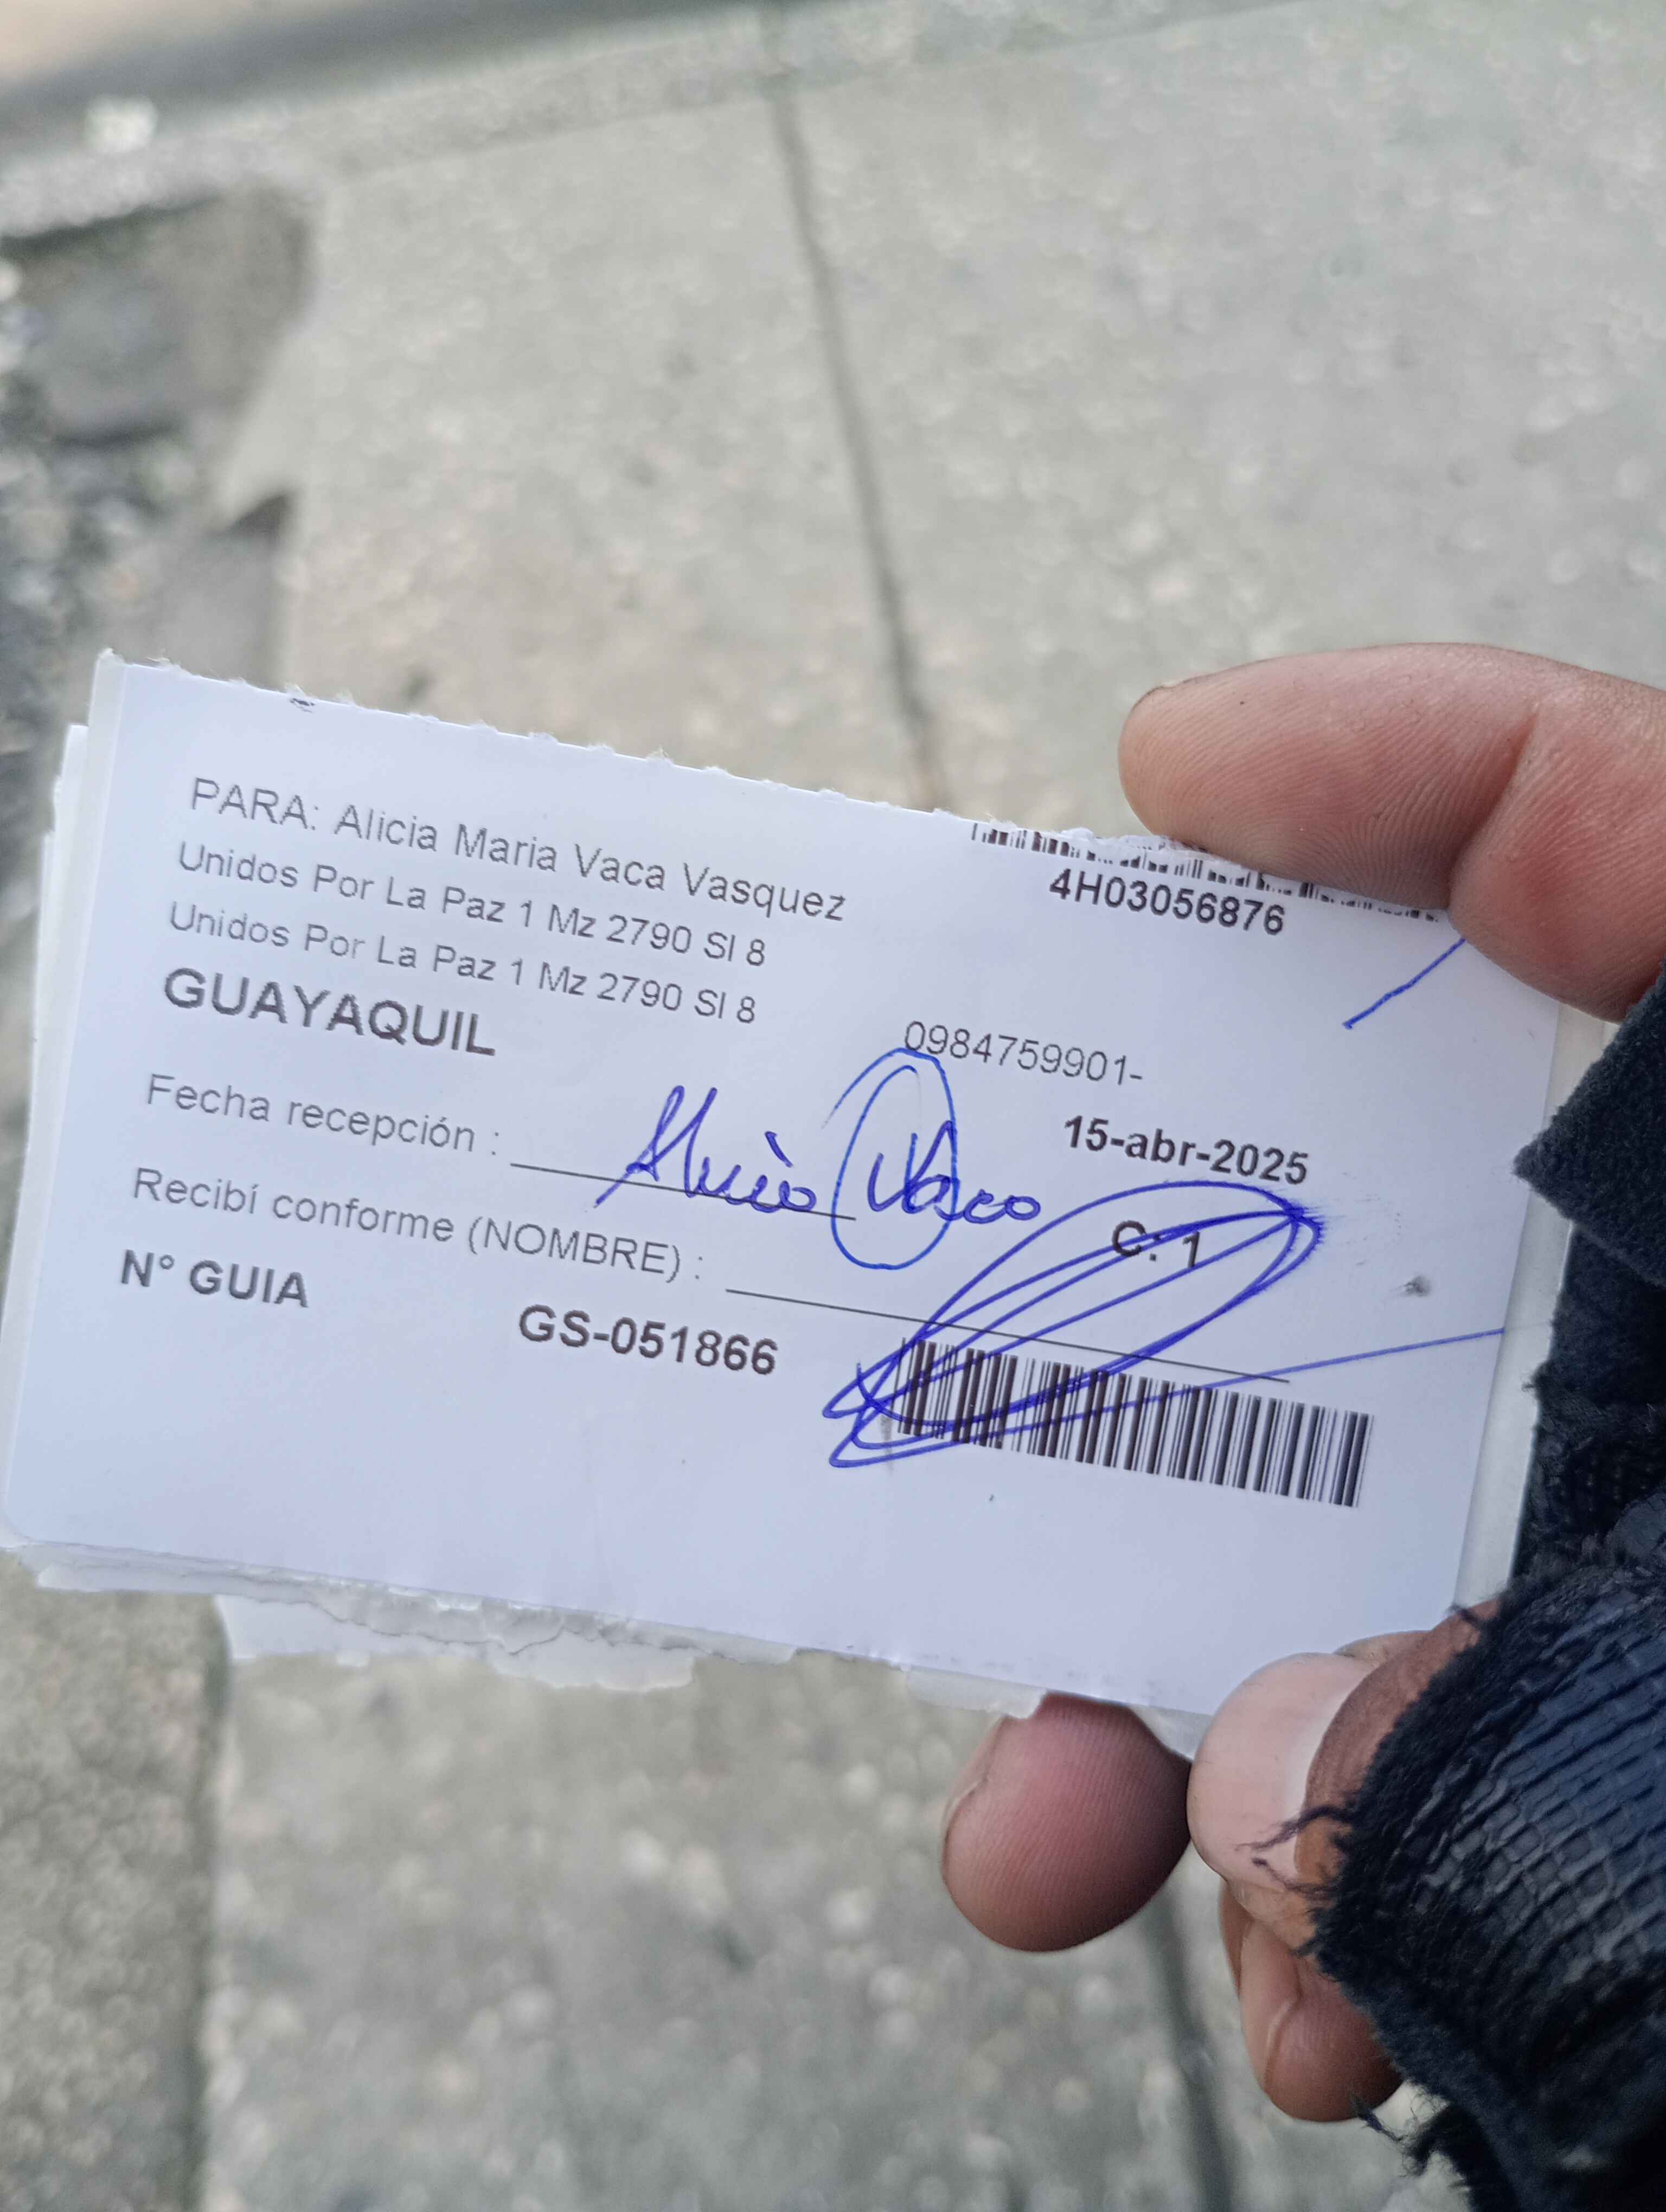 PARA: Alicia Maria Vaca Vasquez
4H03056876
Unidos Por La Paz 1 Mz 2790 Sl 8
Unidos Por La Paz 1 Mz 2790 Sl 8
GUAYAQUIL
0984759901-
15-abr-2025
Fecha recepción :
Alicia Vaca
C: 1
Recibí conforme (NOMBRE) :
N° GUIA GS-051866